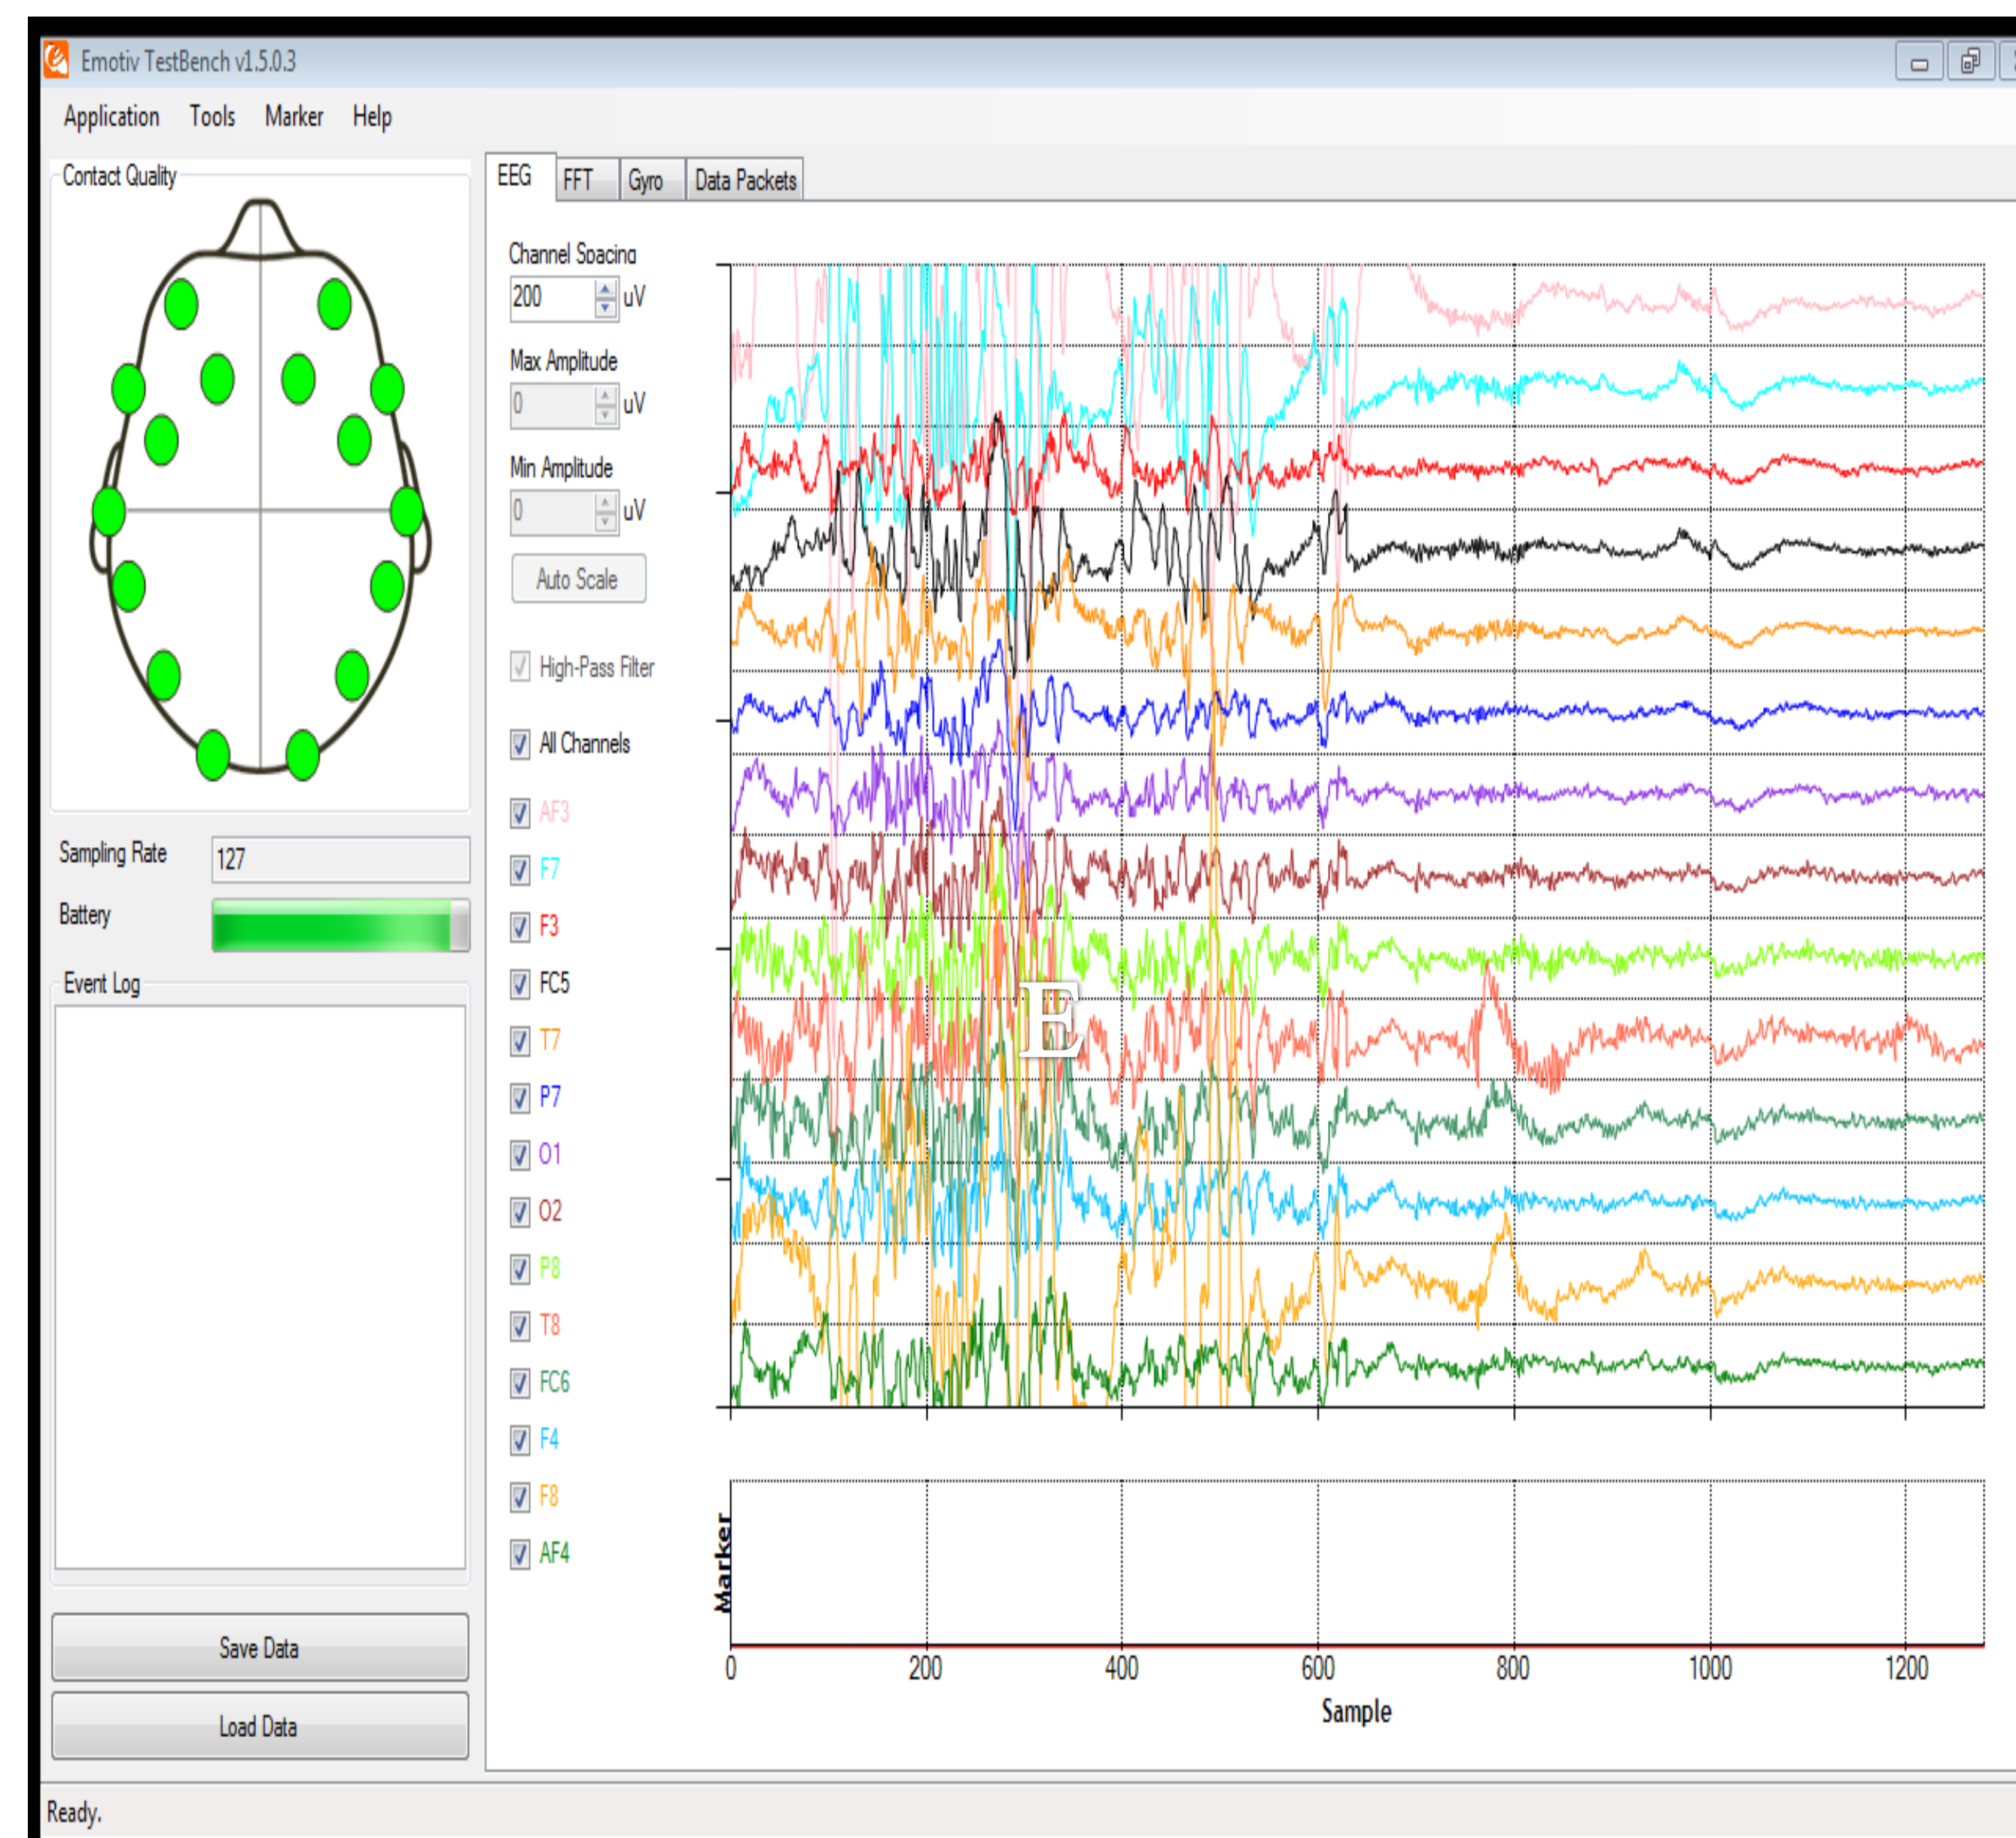 Emotiv TestBench v1.5.0.3
Application Tools Marker Help
Contact Quality
EEG FFT Gyro Data Packets
Channel Spacing
200 uV
Max Amplitude
0 uV
Min Amplitude
0 uV
Auto Scale
High-Pass Filter
All Channels
AF3
F7
F3
FC5
T7
P7
O1
O2
P8
T8
FC6
F4
F8
AF4
Sampling Rate 127
Battery
Event Log
Save Data
Load Data
E
Marker
0 200 400 600 800 1000 1200
Sample
Ready.